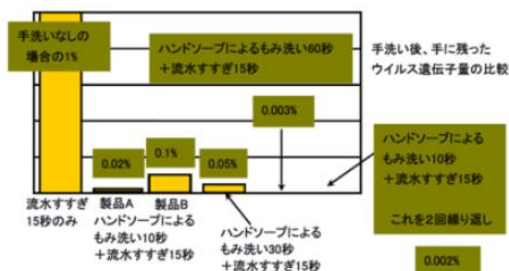 手洗いなしの
場合の1%
ハンドソープによるもみ洗い60秒
+流水すすぎ15秒
手洗い後、手に残った
ウイルス遺伝子量の比較
0.003%
ハンドソープによる
もみ洗い10秒
+流水すすぎ15秒
これを2回繰り返し
0.02%
0.1%
0.05%
流水すすぎ
15秒のみ
製品A
製品B
ハンドソープによる
もみ洗い10秒
+流水すすぎ15秒
ハンドソープによる
もみ洗い30秒
+流水すすぎ15秒
0.002%